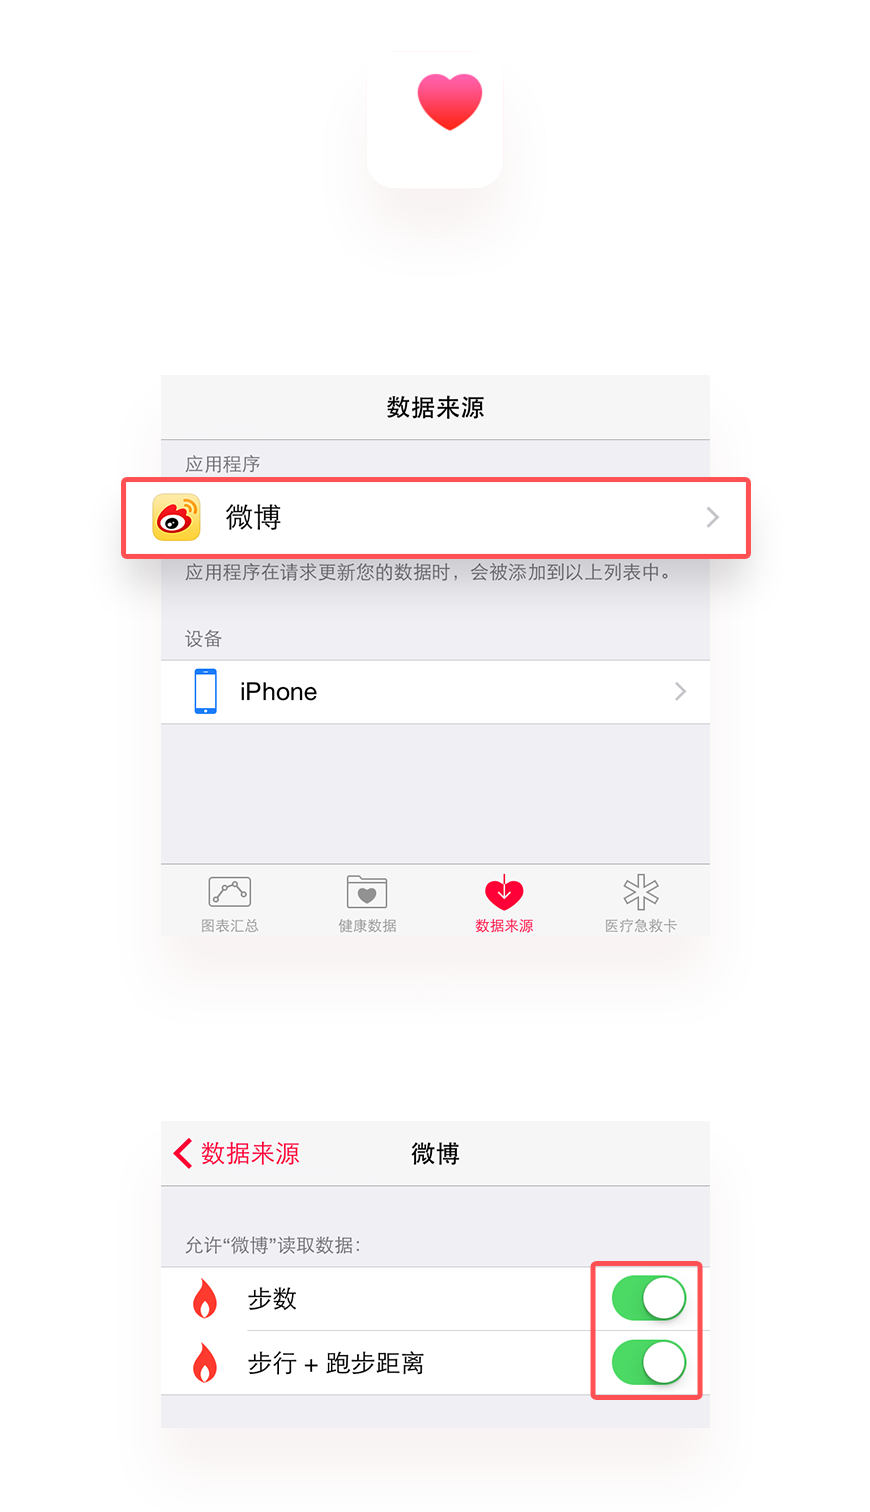 数据来源
应用程序
微博
应用程序在请求更新您的数据时，会被添加到以上列表中。
设备
iPhone
图表汇总
健康数据
数据来源
医疗急救卡
数据来源
微博
允许“微博”读取数据：
步数
步行 + 跑步距离